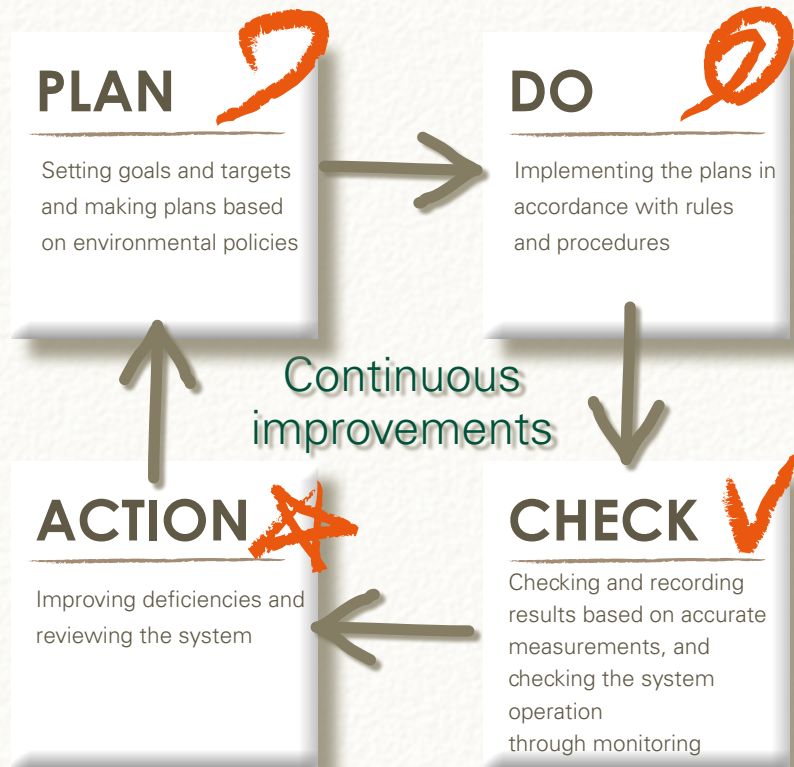 PLAN
Setting goals and targets
and making plans based
on environmental policies
DO
Implementing the plans in
accordance with rules
and procedures
Continuous
improvements
ACTION
Improving deficiencies and
reviewing the system
CHECK
Checking and recording
results based on accurate
measurements, and
checking the system
operation
through monitoring